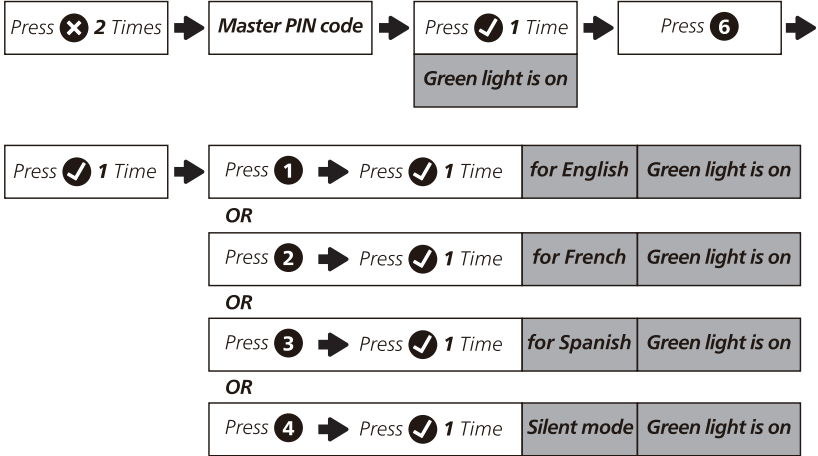 Press ✖ 2 Times Master PIN code Press ✔ 1 Time Press 6
Green light is on
Press ✔ 1 Time Press 1 Press ✔ 1 Time for English Green light is on
OR
Press 2 Press ✔ 1 Time for French Green light is on
OR
Press 3 Press ✔ 1 Time for Spanish Green light is on
OR
Press 4 Press ✔ 1 Time Silent mode Green light is on